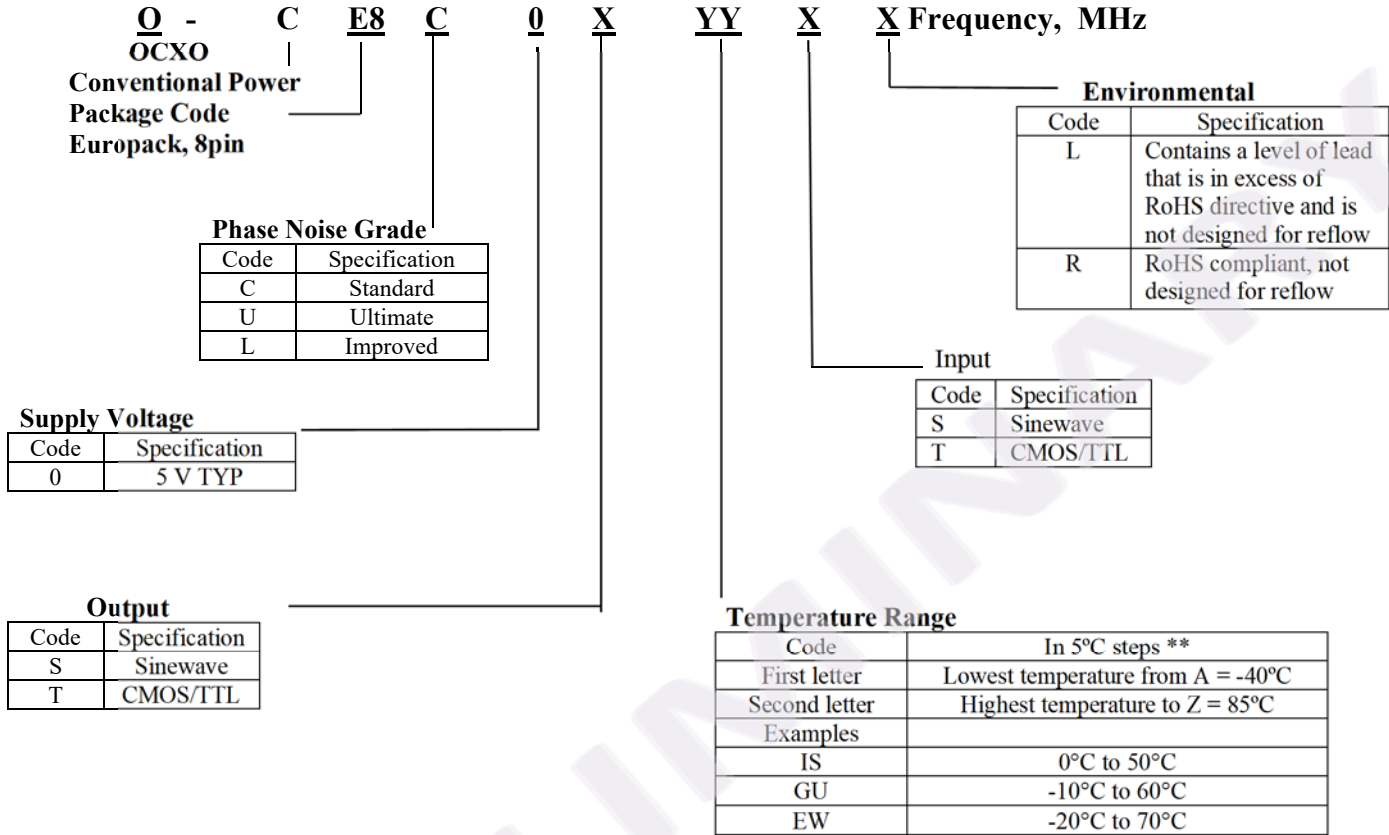 O - C E8 C 0 X YY X X Frequency, MHz
OCXO
Conventional Power
Package Code
Europack, 8pin
Environmental
Code Specification
L Contains a level of lead
that is in excess of
RoHS directive and is
not designed for reflow
R RoHS compliant, not
designed for reflow
Phase Noise Grade
Code Specification
C Standard
U Ultimate
L Improved
Input
Code Specification
S Sinewave
T CMOS/TTL
Supply Voltage
Code Specification
0 5 V TYP
Output
Code Specification
S Sinewave
T CMOS/TTL
Temperature Range
Code In 5ºC steps **
First letter Lowest temperature from A = -40ºC
Second letter Highest temperature to Z = 85ºC
Examples
IS 0°C to 50°C
GU -10°C to 60°C
EW -20°C to 70°C
LIMINARY